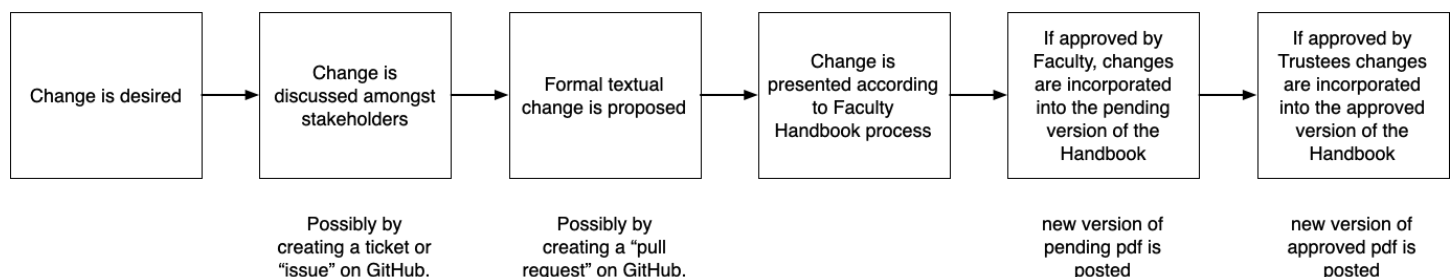 Change is desired
Change is
discussed amongst
stakeholders
Formal textual
change is proposed
Change is
presented according
to Faculty
Handbook process
If approved by
Faculty, changes
are incorporated
into the pending
version of the
Handbook
If approved by
Trustees changes
are incorporated
into the approved
version of the
Handbook
Possibly by
creating a ticket or
“issue” on GitHub.
Possibly by
creating a “pull
request” on GitHub.
new version of
pending pdf is
posted
new version of
approved pdf is
posted